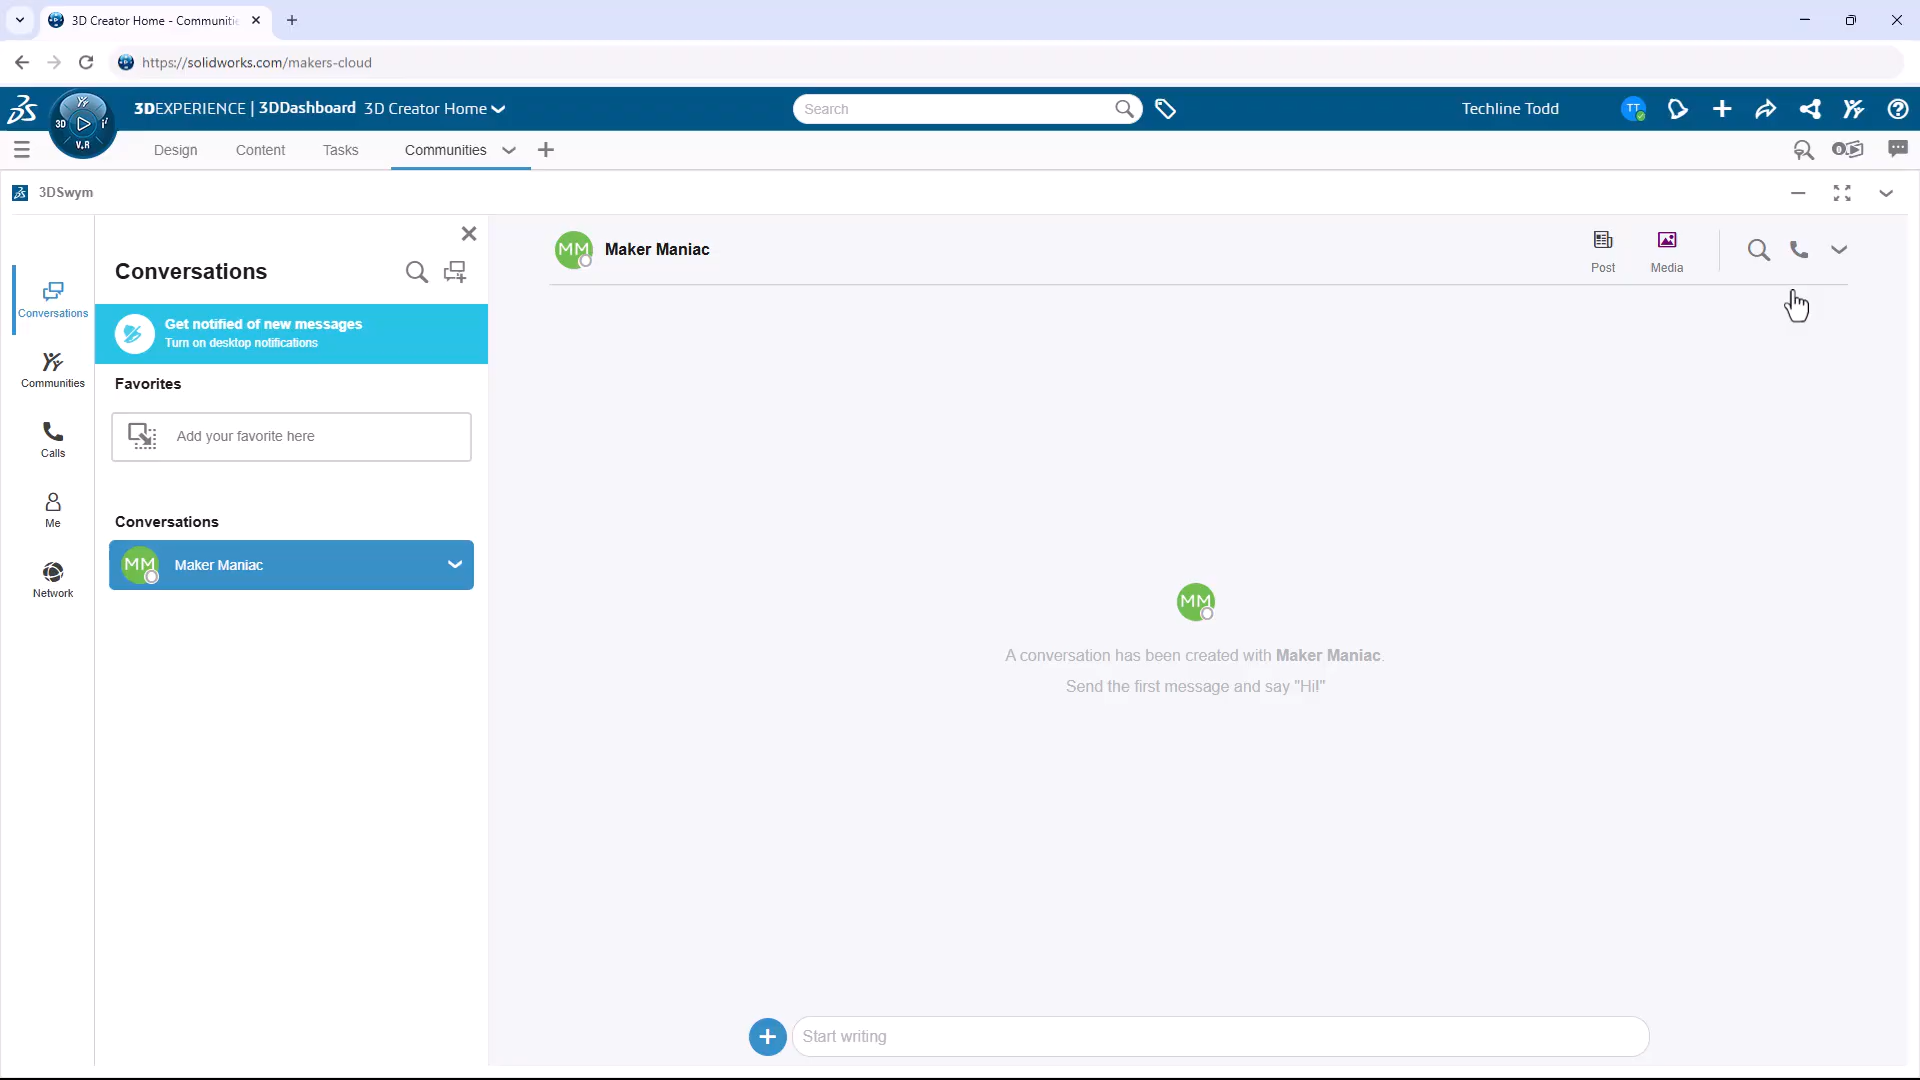 3D Creator Home - Communitie
https://solidworks.com/makers-cloud
3DEXPERIENCE | 3DDashboard 3D Creator Home
Search
Techline Todd
TT
3D
V.R
Design
Content
Tasks
Communities
3DSwym
Conversations
MM
Maker Maniac
Post
Media
Conversations
Communities
Calls
Me
Network
Get notified of new messages
Turn on desktop notifications
Favorites
Add your favorite here
Conversations
MM
Maker Maniac
MM
A conversation has been created with Maker Maniac.
Send the first message and say "Hi!"
Start writing